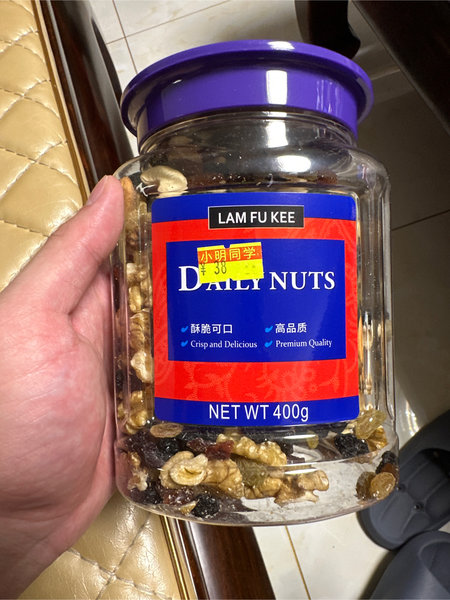 LAM FU KEE
小明同学
¥ 38
DAILY NUTS
酥脆可口
高品质
Crisp and Delicious
Premium Quality
NET WT 400g